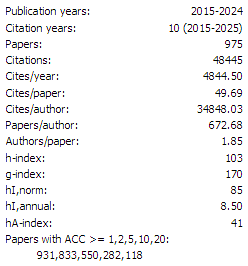 Publication years: 2015-2024
Citation years: 10 (2015-2025)
Papers: 975
Citations: 48445
Cites/year: 4844.50
Cites/paper: 49.69
Cites/author: 34848.03
Papers/author: 672.68
Authors/paper: 1.85
h-index: 103
g-index: 170
hI,norm: 85
hI,annual: 8.50
hA-index: 41
Papers with ACC >= 1,2,5,10,20:
931,833,550,282,118